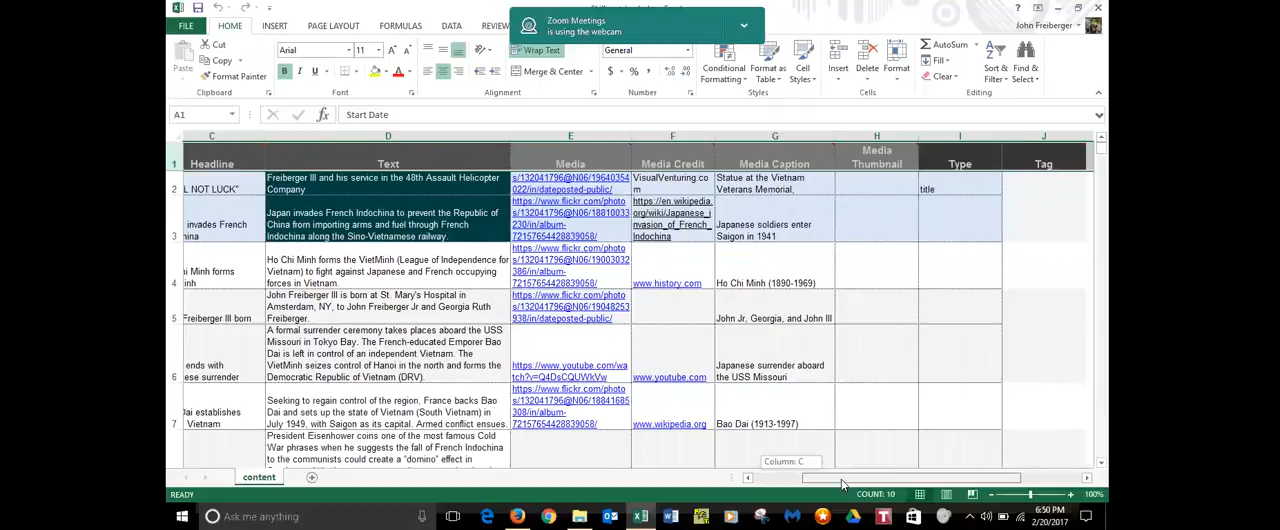 Zoom Meetings
is using the webcam
John Freiberger
FILE HOME INSERT PAGE LAYOUT FORMULAS DATA
Cut
Copy
Format Painter
Paste
Clipboard
Arial 11
B I U
Font
Wrap Text
Merge & Center
Alignment
General
$ % ,
Number
Conditional Formatting
Format as Table
Cell Styles
Styles
Insert Delete Format
Cells
AutoSum
Fill
Clear
Sort & Filter
Find & Select
Editing
A1 fx Start Date
C D E F G H I J
1 Headline Text Media Media Credit Media Caption Media Thumbnail Type Tag
2 L NOT LUCK"
Freiberger III and his service in the 48th Assault Helicopter
Company
s/132041796@N06/19640354
022/in/dateposted-public/
VisualVenturing.co
m
Statue at the Vietnam
Veterans Memorial,
title
3 invades French
Japan invades French Indochina to prevent the Republic of
China from importing arms and fuel through French
Indochina along the Sino-Vietnamese railway.
https://www.flickr.com/photo
s/132041796@N06/18810033
230/in/album-
72157654428839058/
https://en.wikipedia.
org/wiki/Japanese_i
nvasion_of_French_
Indochina
Japanese soldiers enter
Saigon in 1941
4 Minh forms
Ho Chi Minh forms the VietMinh (League of Independence for
Vietnam) to fight against Japanese and French occupying
forces in Vietnam.
https://www.flickr.com/photo
s/132041796@N06/19003032
386/in/album-
72157654428839058/
www.history.com
Ho Chi Minh (1890-1969)
5 Freiberger III born
John Freiberger III is born at St. Mary's Hospital in
Amsterdam, NY, to John Freiberger Jr and Georgia Ruth
Freiberger.
https://www.flickr.com/photo
s/132041796@N06/19048253
938/in/dateposted-public/
John Jr, Georgia, and John III
6 ends with
ese surrender
A formal surrender ceremony takes places aboard the USS
Missouri in Tokyo Bay. The French-educated Emporer Bao
Dai is left in control of an independent Vietnam. The
VietMinh seizes control of Hanoi in the north and forms the
Democratic Republic of Vietnam (DRV).
https://www.youtube.com/wa
tch?v=Q4DsCQUWkVw
www.youtube.com
Japanese surrender aboard
the USS Missouri
7 Dai establishes
Vietnam
Seeking to regain control of the region, France backs Bao
Dai and sets up the state of Vietnam (South Vietnam) in
July 1949, with Saigon as its capital. Armed conflict ensues.
https://www.flickr.com/photo
s/132041796@N06/18841685
308/in/album-
72157654428839058/
www.wikipedia.org
Bao Dai (1913-1997)
President Eisenhower coins one of the most famous Cold
War phrases when he suggests the fall of French Indochina
to the communists could create a "domino" effect in
Column: C
content
READY
COUNT: 10
100%
Ask me anything
6:50 PM
2/20/2017